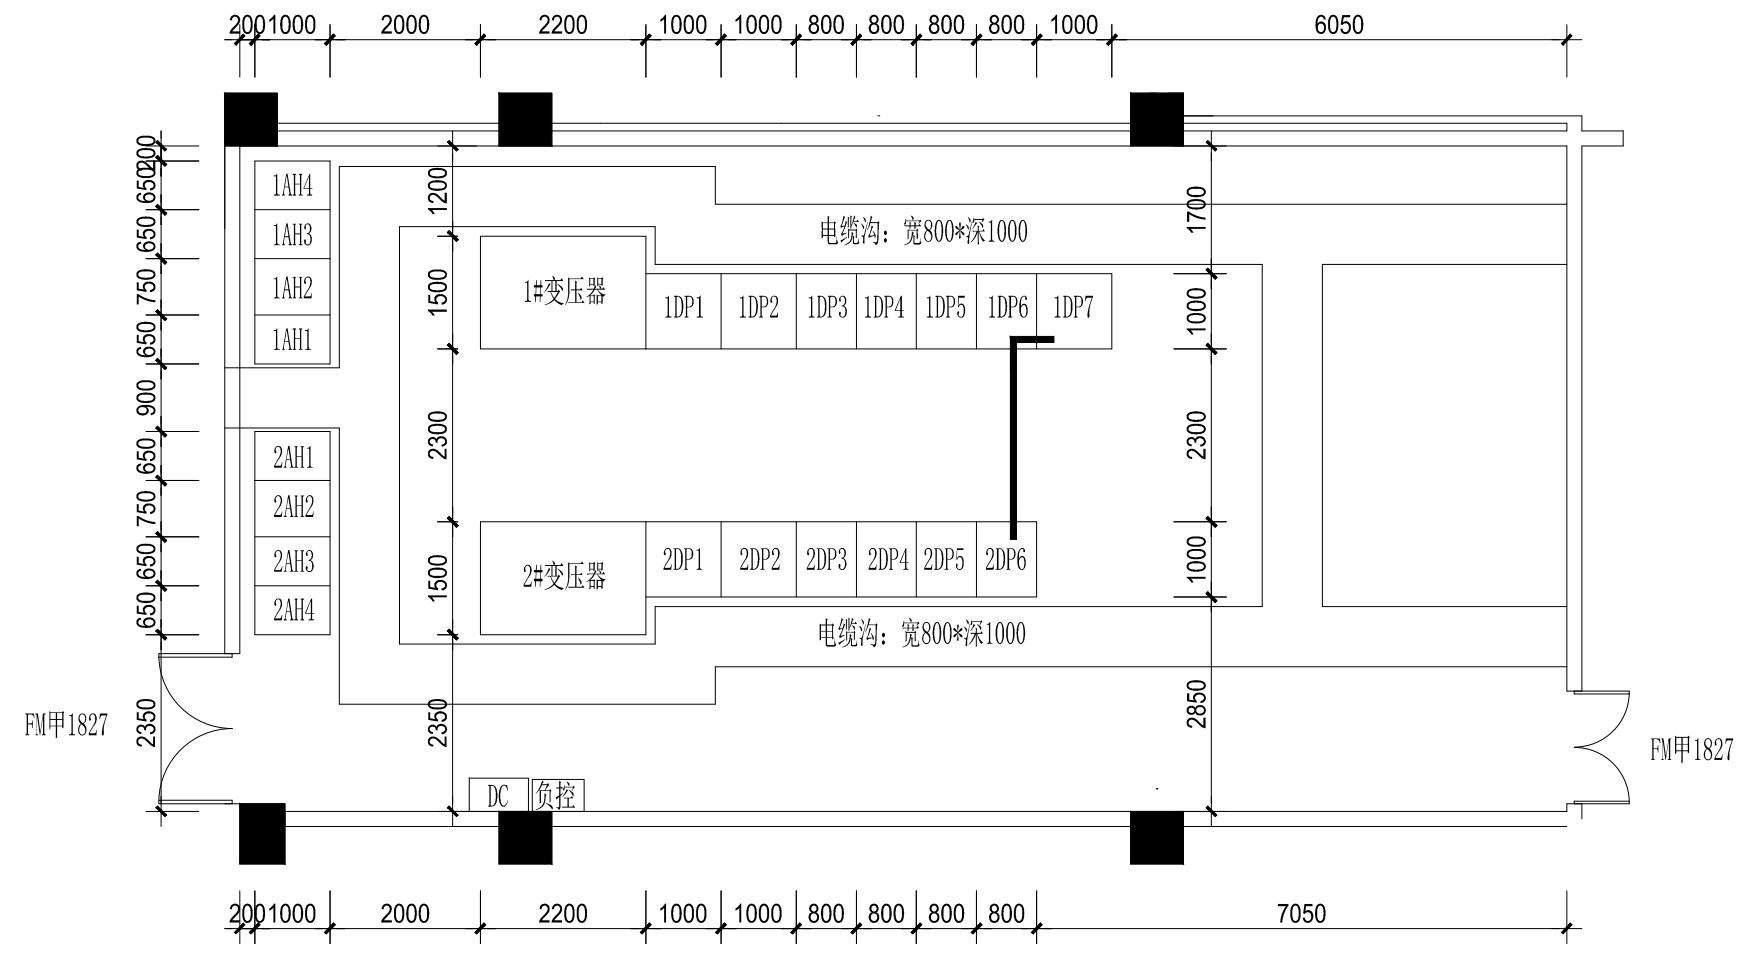 200 1000 2000 2200 1000 1000 800 800 800 800 1000 6050
200 650 650 750 650 900 650 750 650 650 2350
1200 1500 2300 1500 2350
1700 1000 2300 1000 2850
1AH4
1AH3
1AH2
1AH1
电缆沟：宽800*深1000
1#变压器 1DP1 1DP2 1DP3 1DP4 1DP5 1DP6 1DP7
2AH1
2AH2
2AH3
2AH4
2#变压器 2DP1 2DP2 2DP3 2DP4 2DP5 2DP6
电缆沟：宽800*深1000
FM甲1827
FM甲1827
DC 负控
200 1000 2000 2200 1000 1000 800 800 800 800 7050